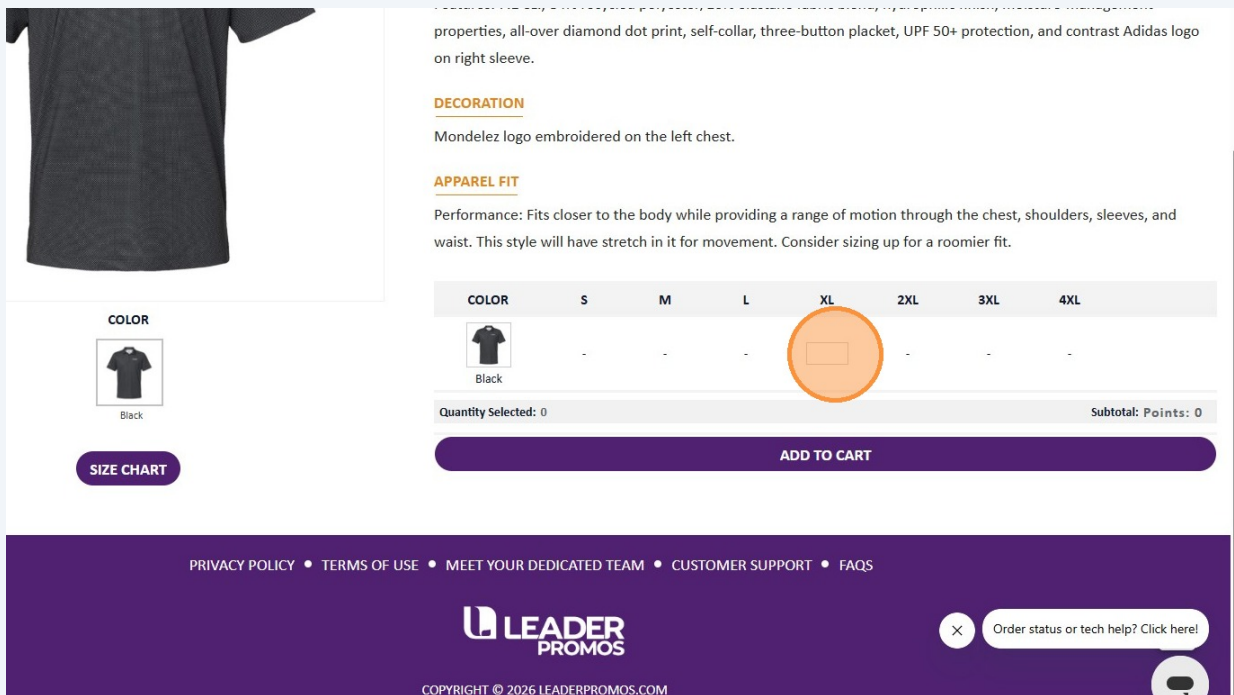 properties, all-over diamond dot print, self-collar, three-button placket, UPF 50+ protection, and contrast Adidas logo
on right sleeve.
DECORATION
Mondelez logo embroidered on the left chest.
APPAREL FIT
Performance: Fits closer to the body while providing a range of motion through the chest, shoulders, sleeves, and
waist. This style will have stretch in it for movement. Consider sizing up for a roomier fit.
COLOR S M L XL 2XL 3XL 4XL
- - - - - -
Black
COLOR
Black
Quantity Selected: 0 Subtotal: Points: 0
ADD TO CART
SIZE CHART
PRIVACY POLICY • TERMS OF USE • MEET YOUR DEDICATED TEAM • CUSTOMER SUPPORT • FAQS
LEADER
PROMOS
Order status or tech help? Click here!
COPYRIGHT © 2026 LEADERPROMOS.COM